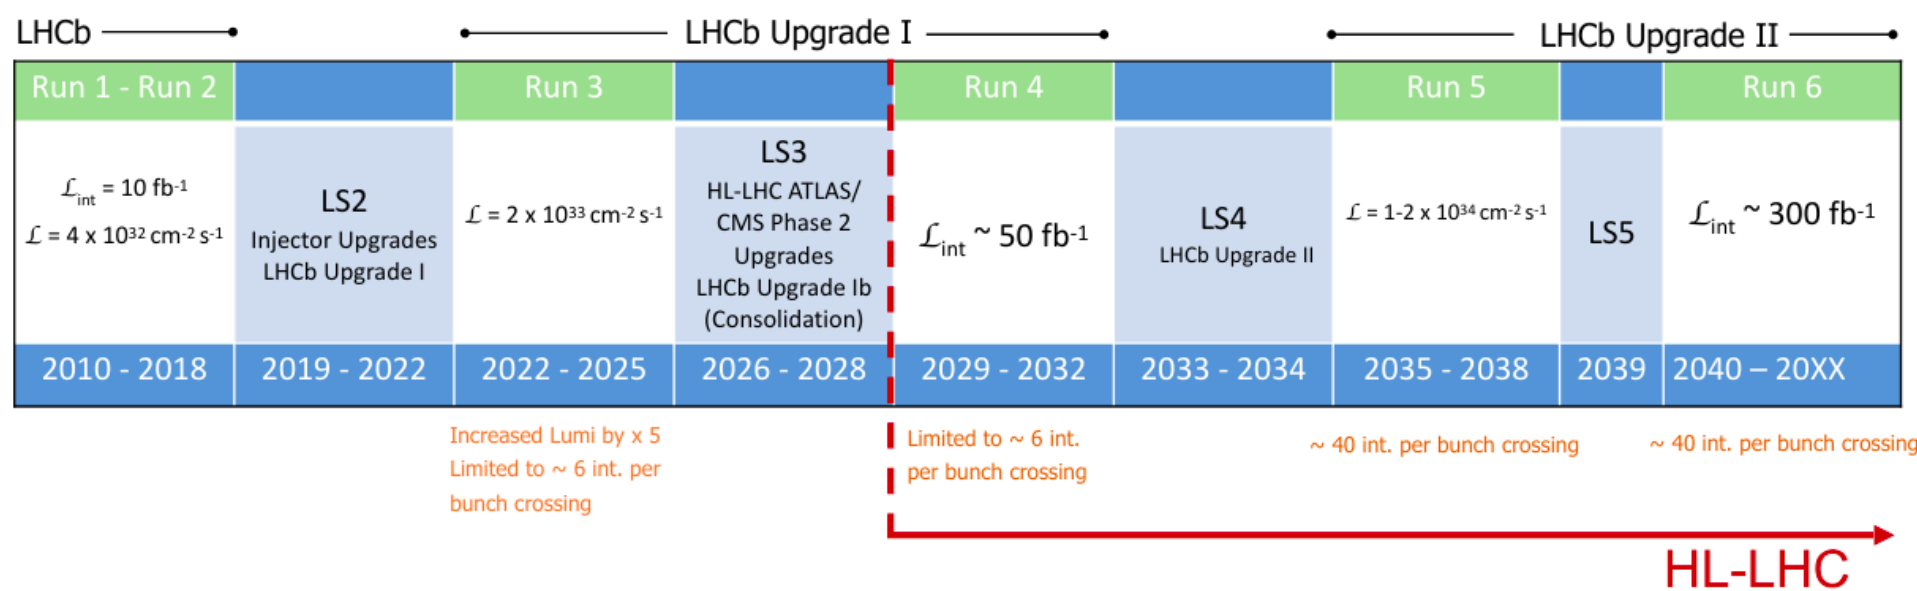 LHCb
LHCb Upgrade I
LHCb Upgrade II
Run 1 - Run 2
Run 3
Run 4
Run 5
Run 6
ℒint = 10 fb-1
ℒ = 4 x 10³² cm-2 s-1
LS2
Injector Upgrades
LHCb Upgrade I
ℒ = 2 x 10³³ cm-2 s-1
LS3
HL-LHC ATLAS/
CMS Phase 2
Upgrades
LHCb Upgrade Ib
(Consolidation)
ℒint ~ 50 fb-1
LS4
LHCb Upgrade II
ℒ = 1-2 x 10³⁴ cm-2 s-1
LS5
ℒint ~ 300 fb-1
2010 - 2018
2019 - 2022
2022 - 2025
2026 - 2028
2029 - 2032
2033 - 2034
2035 - 2038
2039
2040 – 20XX
Increased Lumi by x 5
Limited to ~ 6 int. per
bunch crossing
Limited to ~ 6 int.
per bunch crossing
~ 40 int. per bunch crossing
~ 40 int. per bunch crossing
HL-LHC